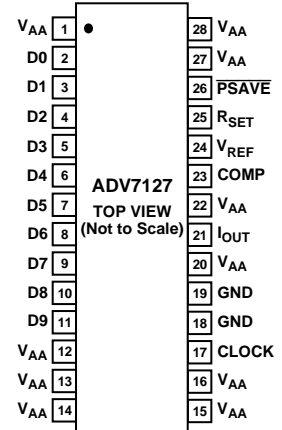 VAA 1 28 VAA
D0 2 27 VAA
D1 3 26 PSAVE
D2 4 25 RSET
D3 5 24 VREF
D4 6 23 COMP
ADV7127
D5 7 TOP VIEW 22 VAA
D6 8 (Not to Scale) 21 IOUT
D7 9 20 VAA
D8 10 19 GND
D9 11 18 GND
VAA 12 17 CLOCK
VAA 13 16 VAA
VAA 14 15 VAA